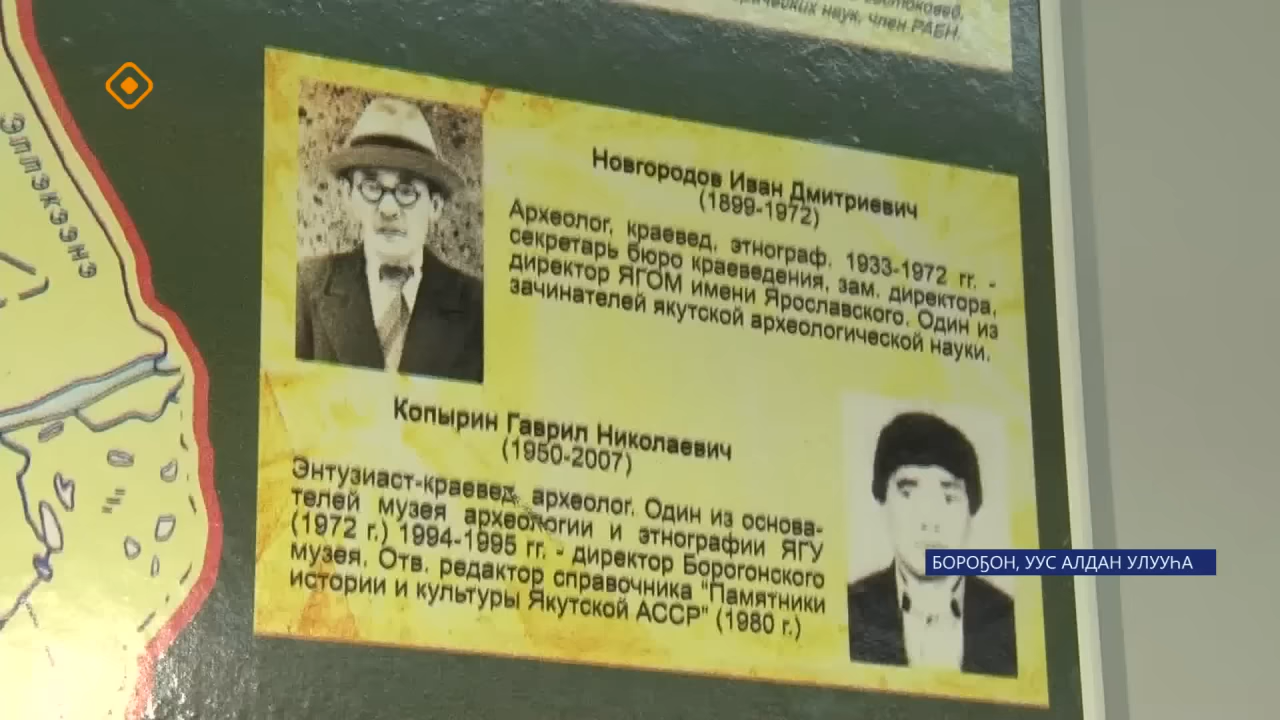 рических наук, член РАБН.
Эллэкээнэ
Новгородов Иван Дмитриевич
(1899-1972)
Археолог, краевед, этнограф. 1933-1972 гг. -
секретарь бюро краеведения, зам. директора,
директор ЯГОМ имени Ярославского. Один из
зачинателей якутской археологической науки.
Копырин Гаврил Николаевич
(1950-2007)
Энтузиаст-краевед, археолог. Один из основа-
телей музея археологии и этнографии ЯГУ
(1972 г.) 1994-1995 гг. - директор Борогонского
музея. Отв. редактор справочника "Памятники
истории и культуры Якутской АССР" (1980 г.)
БОРОҔОН, УУС АЛДАН УЛУУҺА